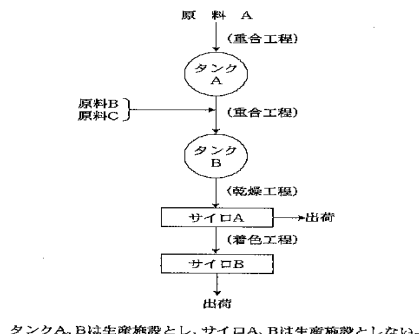 原料A
(重合工程)
タンク
A
原料B
原料C
(重合工程)
タンク
B
(乾燥工程)
サイロA
出荷
(着色工程)
サイロB
出荷
タンクA、Bは生産施設とし、サイロA、Bは生産施設としない。